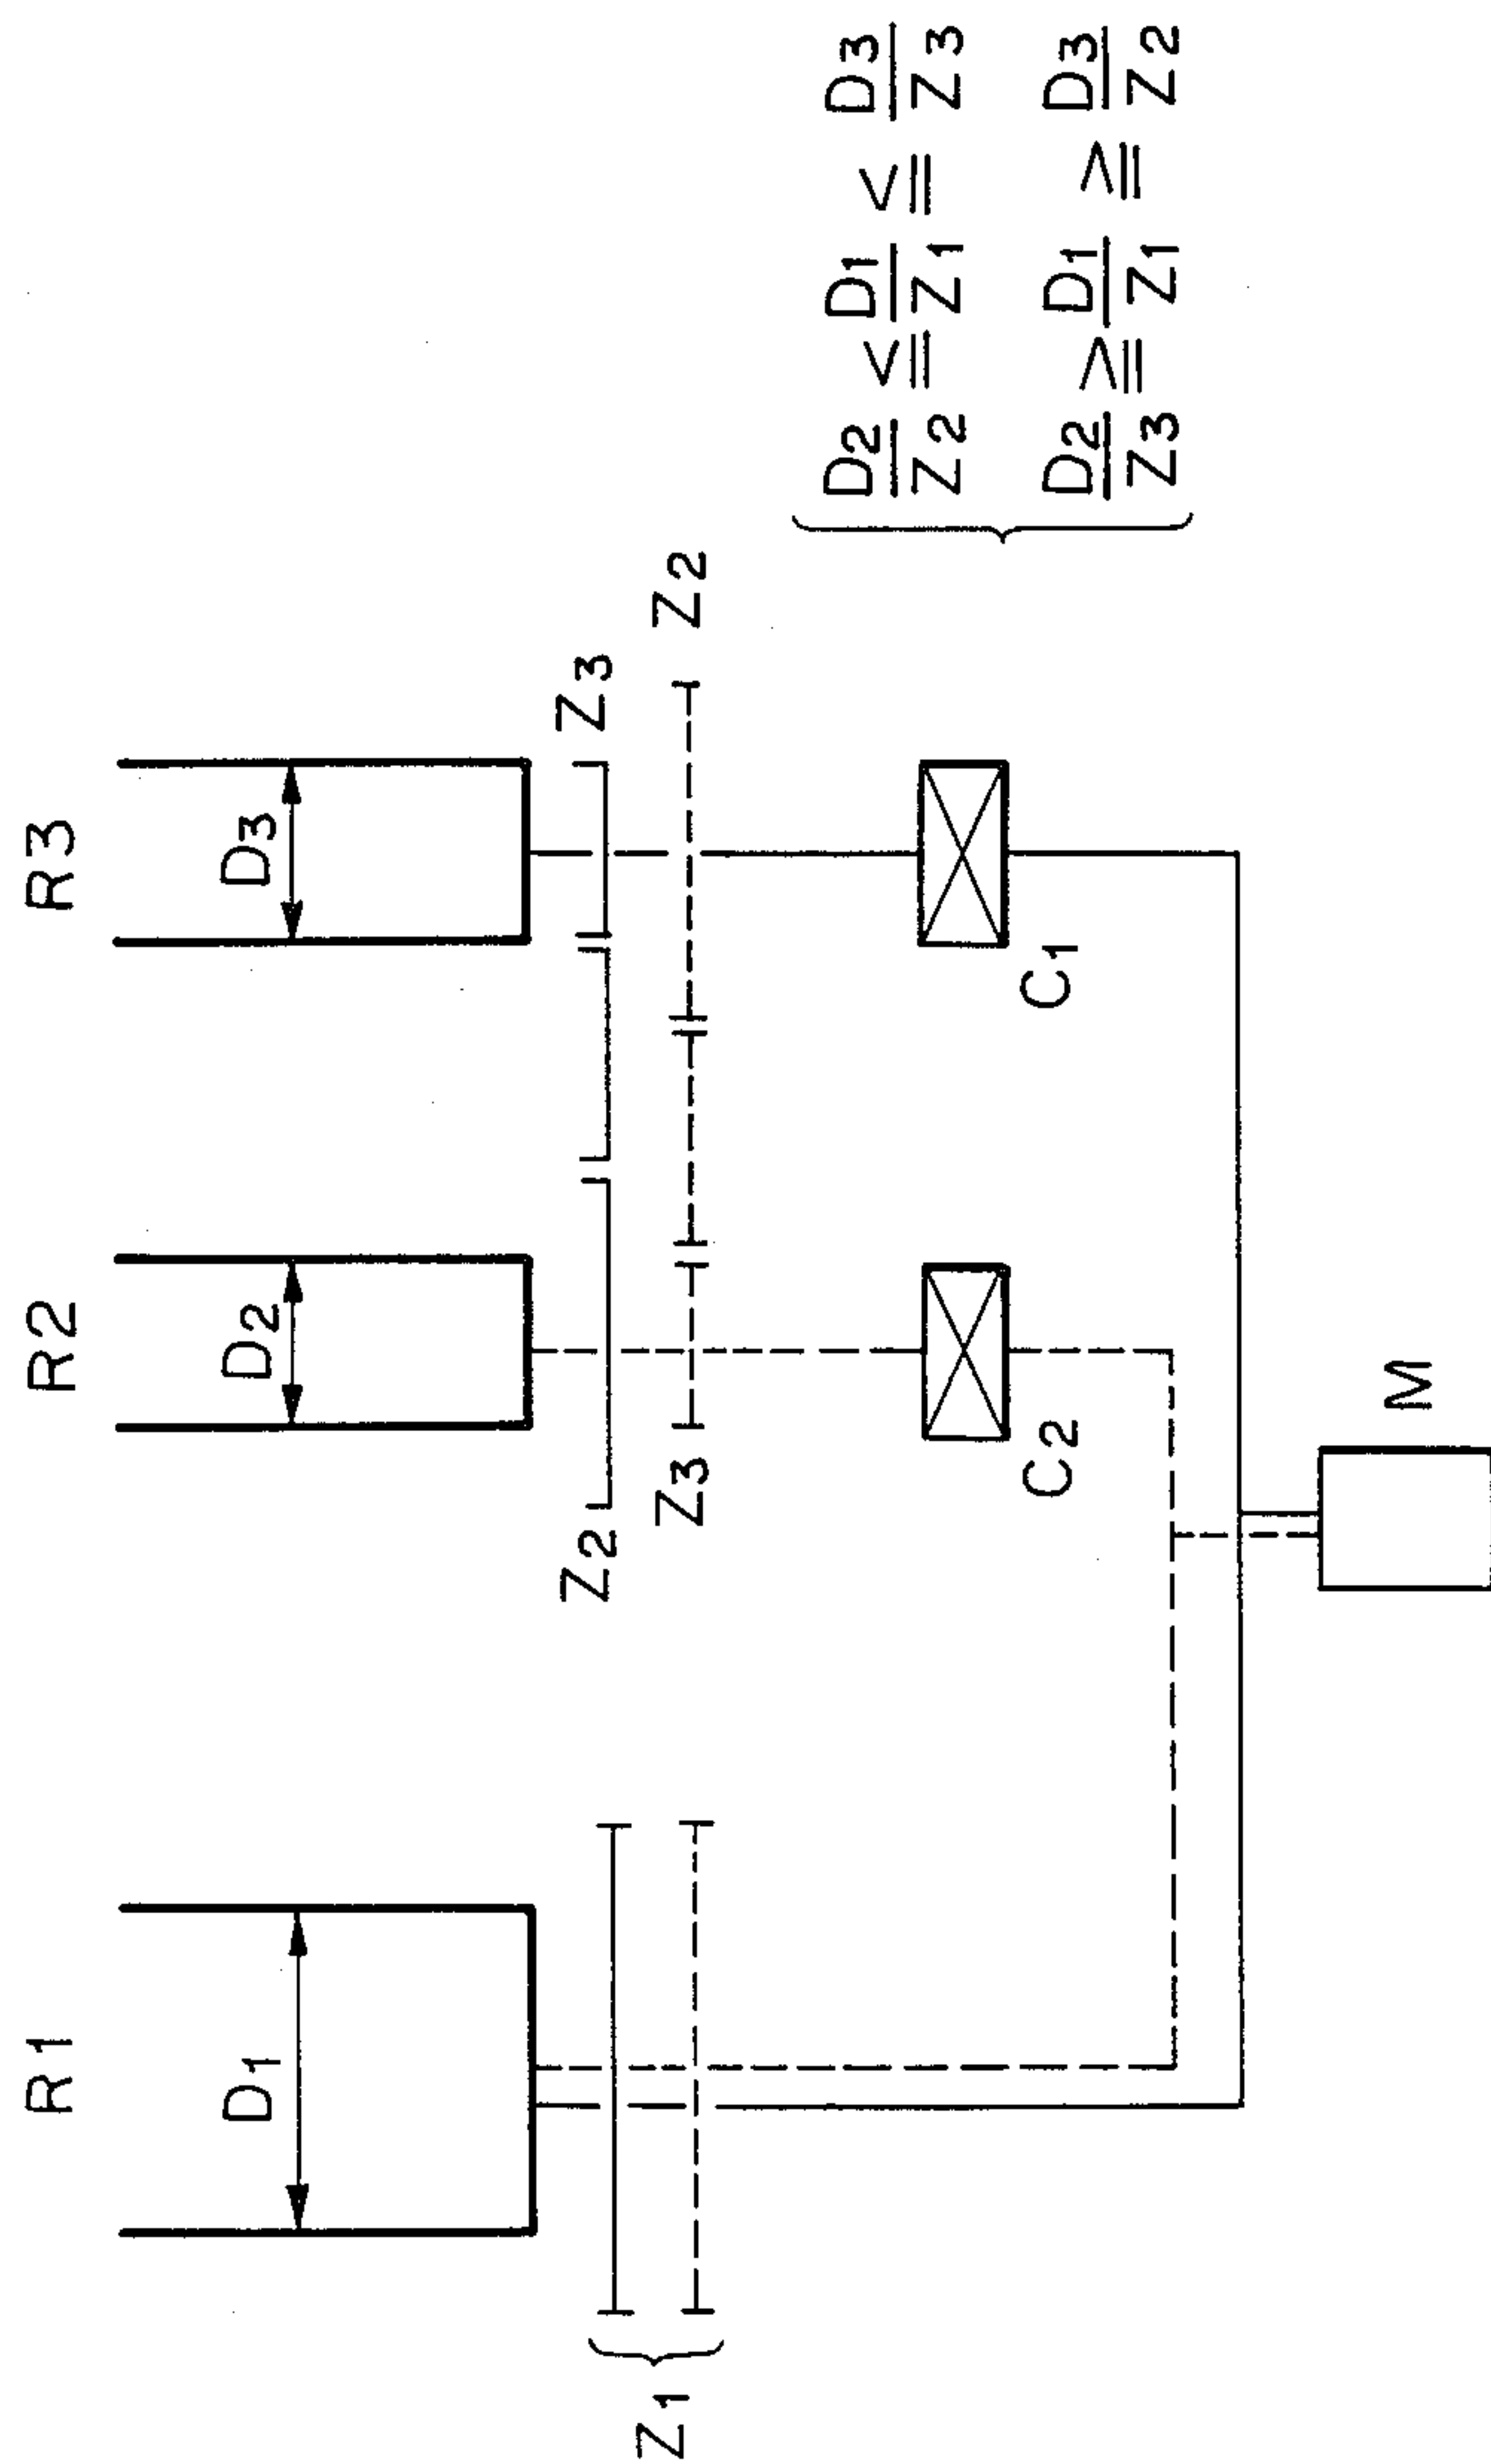 R1
R2
R3
D1
D2
D3
Z2
Z3
Z1
Z3
Z2
C2
C1
M
D2/Z2 ≦ D1/Z1 ≦ D3/Z3
D2/Z3 ≧ D1/Z1 ≧ D3/Z2